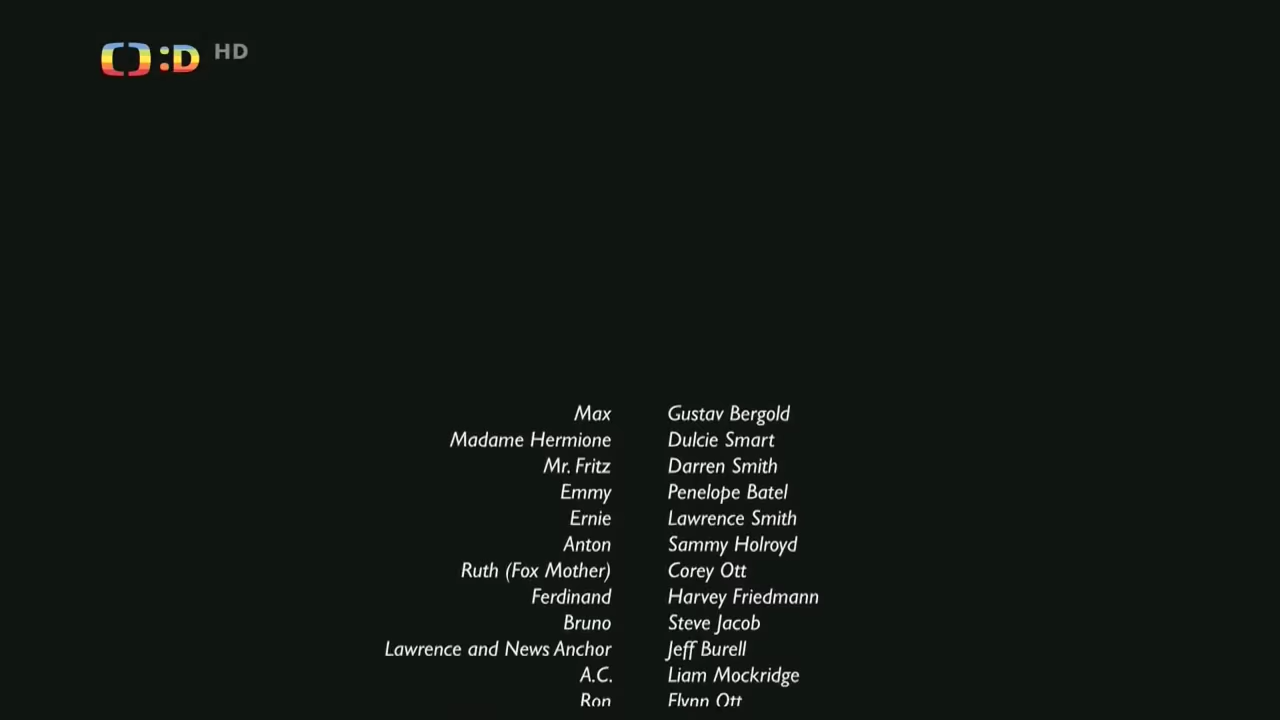 :D HD
Max Gustav Bergold
Madame Hermione Dulcie Smart
Mr. Fritz Darren Smith
Emmy Penelope Batel
Ernie Lawrence Smith
Anton Sammy Holroyd
Ruth (Fox Mother) Corey Ott
Ferdinand Harvey Friedmann
Bruno Steve Jacob
Lawrence and News Anchor Jeff Burell
A.C. Liam Mockridge
Ron Flynn Ott